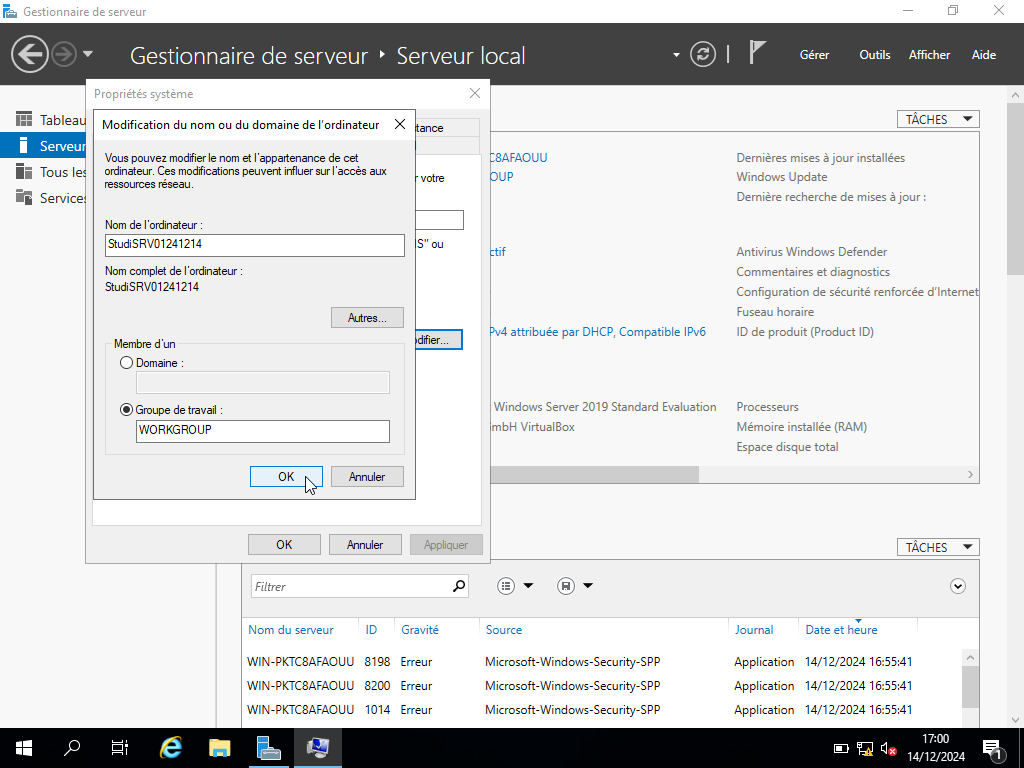 Gestionnaire de serveur
Gestionnaire de serveur ‣ Serveur local
Gérer Outils Afficher Aide
Propriétés système
Modification du nom ou du domaine de l'ordinateur
Vous pouvez modifier le nom et l'appartenance de cet
ordinateur. Ces modifications peuvent influer sur l'accès aux
ressources réseau.
Nom de l'ordinateur :
StudiSRV01241214
Nom complet de l'ordinateur :
StudiSRV01241214
Autres...
Membre d'un
Domaine :
Groupe de travail :
WORKGROUP
OK Annuler
OK Annuler Appliquer
Tableau
Serveur
Tous les
Services
tance
r votre
S" ou
odifier...
TÂCHES
C8AFAOUU
OUP
ctif
Pv4 attribuée par DHCP, Compatible IPv6
Windows Server 2019 Standard Evaluation
mbH VirtualBox
Dernières mises à jour installées
Windows Update
Dernière recherche de mises à jour :
Antivirus Windows Defender
Commentaires et diagnostics
Configuration de sécurité renforcée d'Internet
Fuseau horaire
ID de produit (Product ID)
Processeurs
Mémoire installée (RAM)
Espace disque total
TÂCHES
Filtrer
Nom du serveur ID Gravité Source Journal Date et heure
WIN-PKTC8AFAOUU 8198 Erreur Microsoft-Windows-Security-SPP Application 14/12/2024 16:55:41
WIN-PKTC8AFAOUU 8200 Erreur Microsoft-Windows-Security-SPP Application 14/12/2024 16:55:41
WIN-PKTC8AFAOUU 1014 Erreur Microsoft-Windows-Security-SPP Application 14/12/2024 16:55:41
17:00
14/12/2024
1